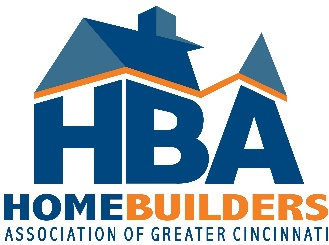 HBA
HOMEBUILDERS
ASSOCIATION OF GREATER CINCINNATI